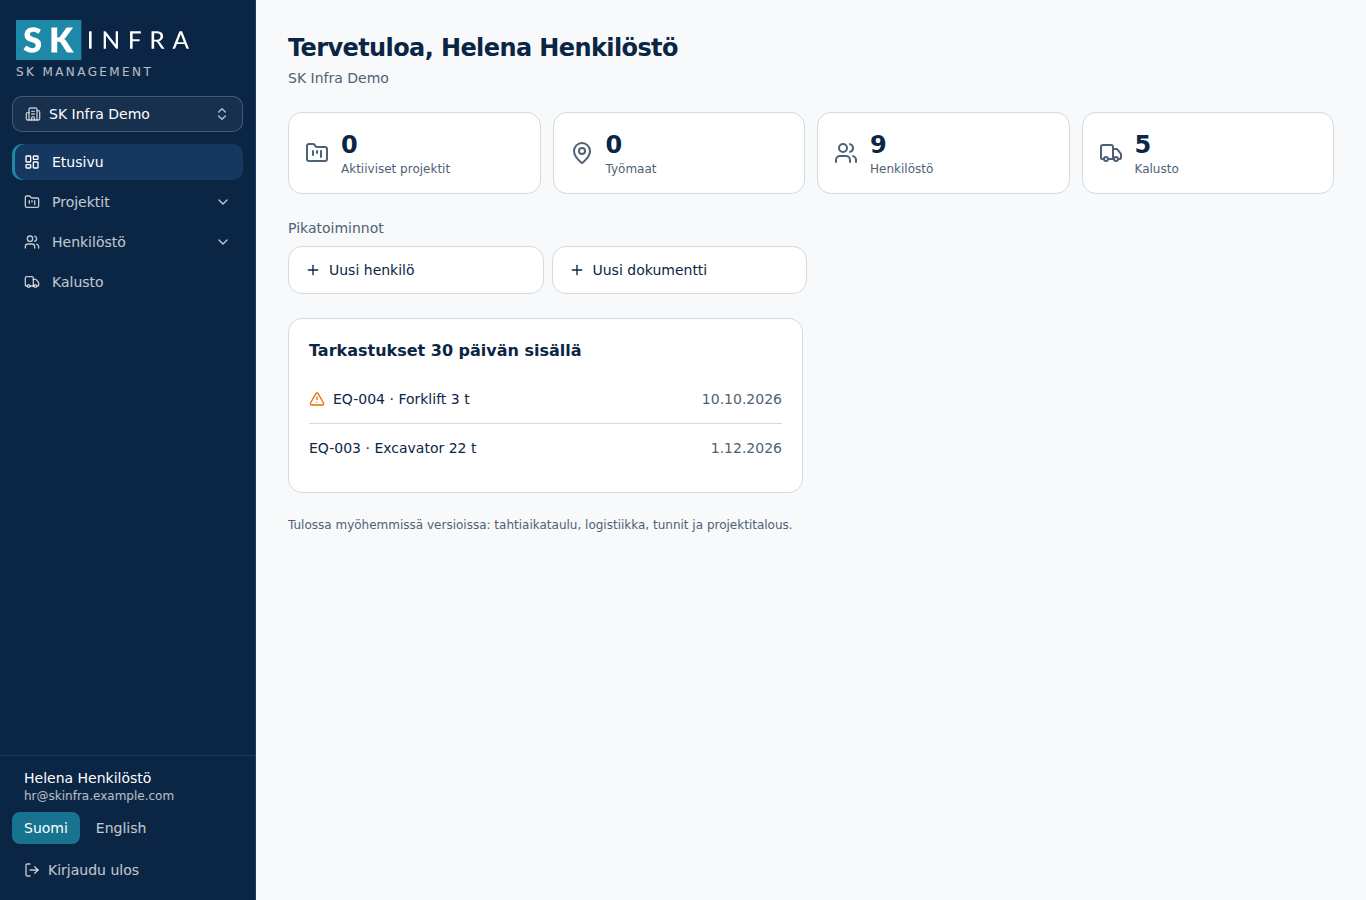 SK INFRA
SK MANAGEMENT
SK Infra Demo
Etusivu
Projektit
Henkilöstö
Kalusto
Helena Henkilöstö
hr@skinfra.example.com
Suomi English
Kirjaudu ulos
Tervetuloa, Helena Henkilöstö
SK Infra Demo
0
Aktiiviset projektit
0
Työmaat
9
Henkilöstö
5
Kalusto
Pikatoiminnot
Uusi henkilö
Uusi dokumentti
Tarkastukset 30 päivän sisällä
EQ-004 · Forklift 3 t 10.10.2026
EQ-003 · Excavator 22 t 1.12.2026
Tulossa myöhemmissä versioissa: tahtiaikataulu, logistiikka, tunnit ja projektitalous.